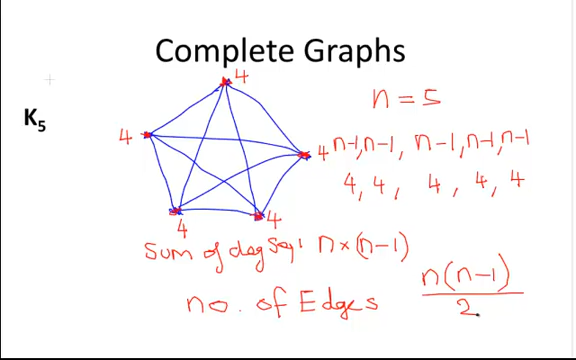 Complete Graphs
K5
4
n = 5
4
4
n-1, n-1, n-1, n-1, n-1
4, 4, 4, 4, 4
4
4
Sum of deg Seq: n×(n-1)
no. of Edges n(n-1)/2